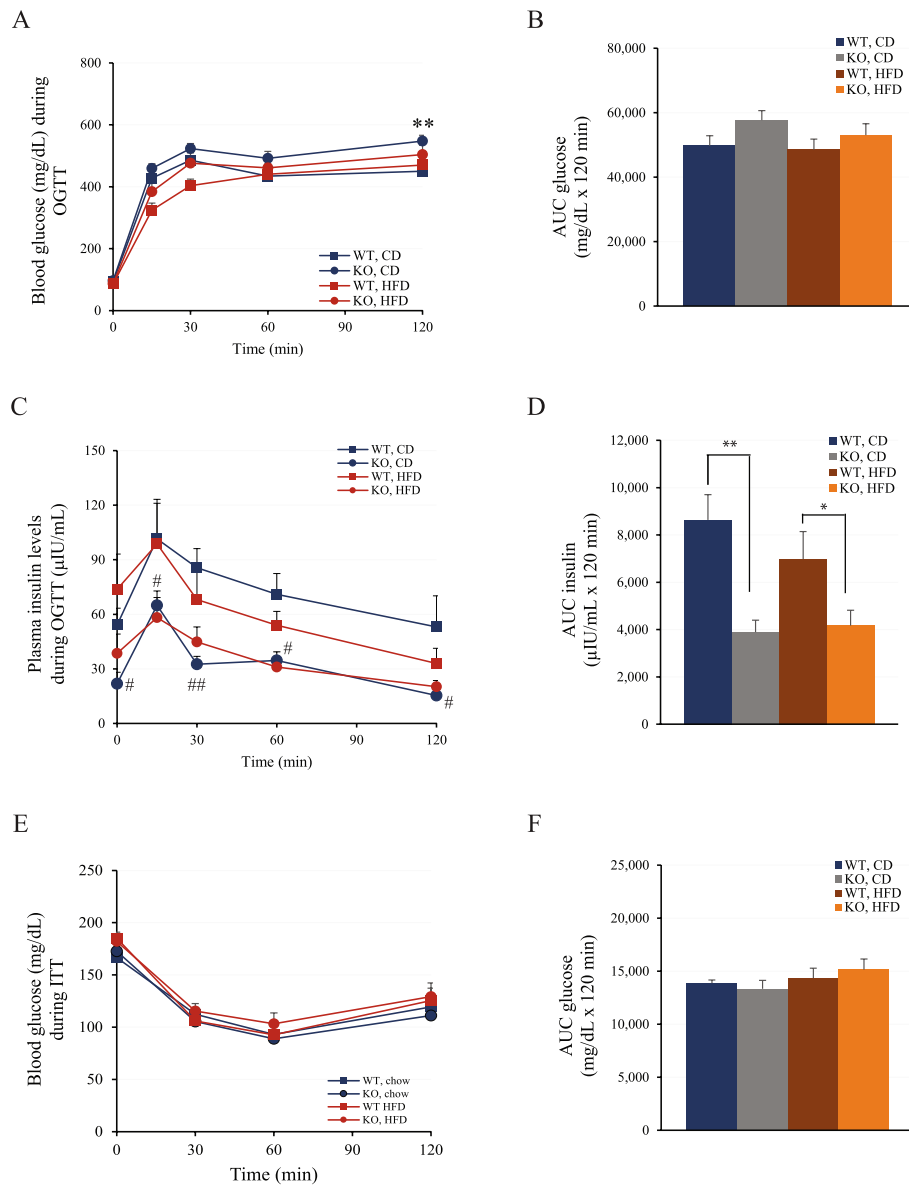 A
Blood glucose (mg/dL) during
OGTT
800
600
400
200
0
**
WT, CD
KO, CD
WT, HFD
KO, HFD
0 30 60 90 120
Time (min)
B
AUC glucose
(mg/dL x 120 min)
80,000
60,000
40,000
20,000
0
WT, CD
KO, CD
WT, HFD
KO, HFD
C
Plasma insulin levels
during OGTT (µIU/mL)
150
120
90
60
30
0
WT, CD
KO, CD
WT, HFD
KO, HFD
#
#
##
#
#
0 30 60 90 120
Time (min)
D
AUC insulin
(µIU/mL x 120 min)
12,000
10,000
8,000
6,000
4,000
2,000
0
**
*
WT, CD
KO, CD
WT, HFD
KO, HFD
E
Blood glucose (mg/dL)
during ITT
250
200
150
100
50
0
WT, chow
KO, chow
WT HFD
KO, HFD
0 30 60 90 120
Time (min)
F
AUC glucose
(mg/dL x 120 min)
25,000
20,000
15,000
10,000
5,000
0
WT, CD
KO, CD
WT, HFD
KO, HFD